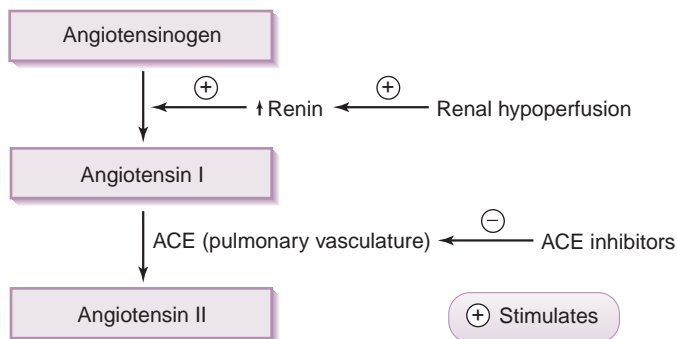 Angiotensinogen
+ +
↑ Renin Renal hypoperfusion
Angiotensin I
−
ACE (pulmonary vasculature) ACE inhibitors
Angiotensin II
+ Stimulates